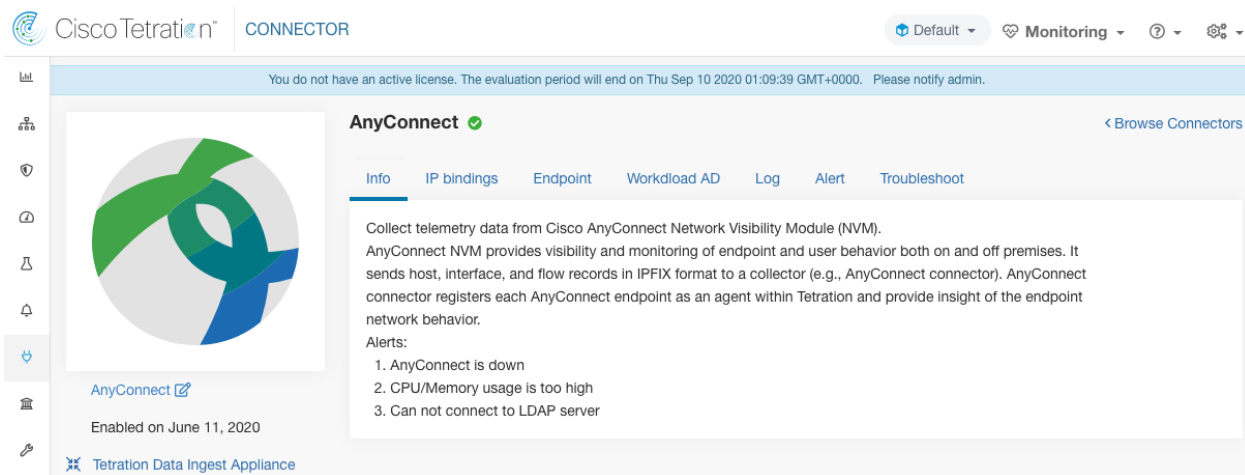 Cisco Tetration™ CONNECTOR Default Monitoring
You do not have an active license. The evaluation period will end on Thu Sep 10 2020 01:09:39 GMT+0000. Please notify admin.
AnyConnect
< Browse Connectors
Info IP bindings Endpoint Workdload AD Log Alert Troubleshoot
Collect telemetry data from Cisco AnyConnect Network Visibility Module (NVM).
AnyConnect NVM provides visibility and monitoring of endpoint and user behavior both on and off premises. It
sends host, interface, and flow records in IPFIX format to a collector (e.g., AnyConnect connector). AnyConnect
connector registers each AnyConnect endpoint as an agent within Tetration and provide insight of the endpoint
network behavior.
Alerts:
1. AnyConnect is down
2. CPU/Memory usage is too high
3. Can not connect to LDAP server
AnyConnect
Enabled on June 11, 2020
Tetration Data Ingest Appliance